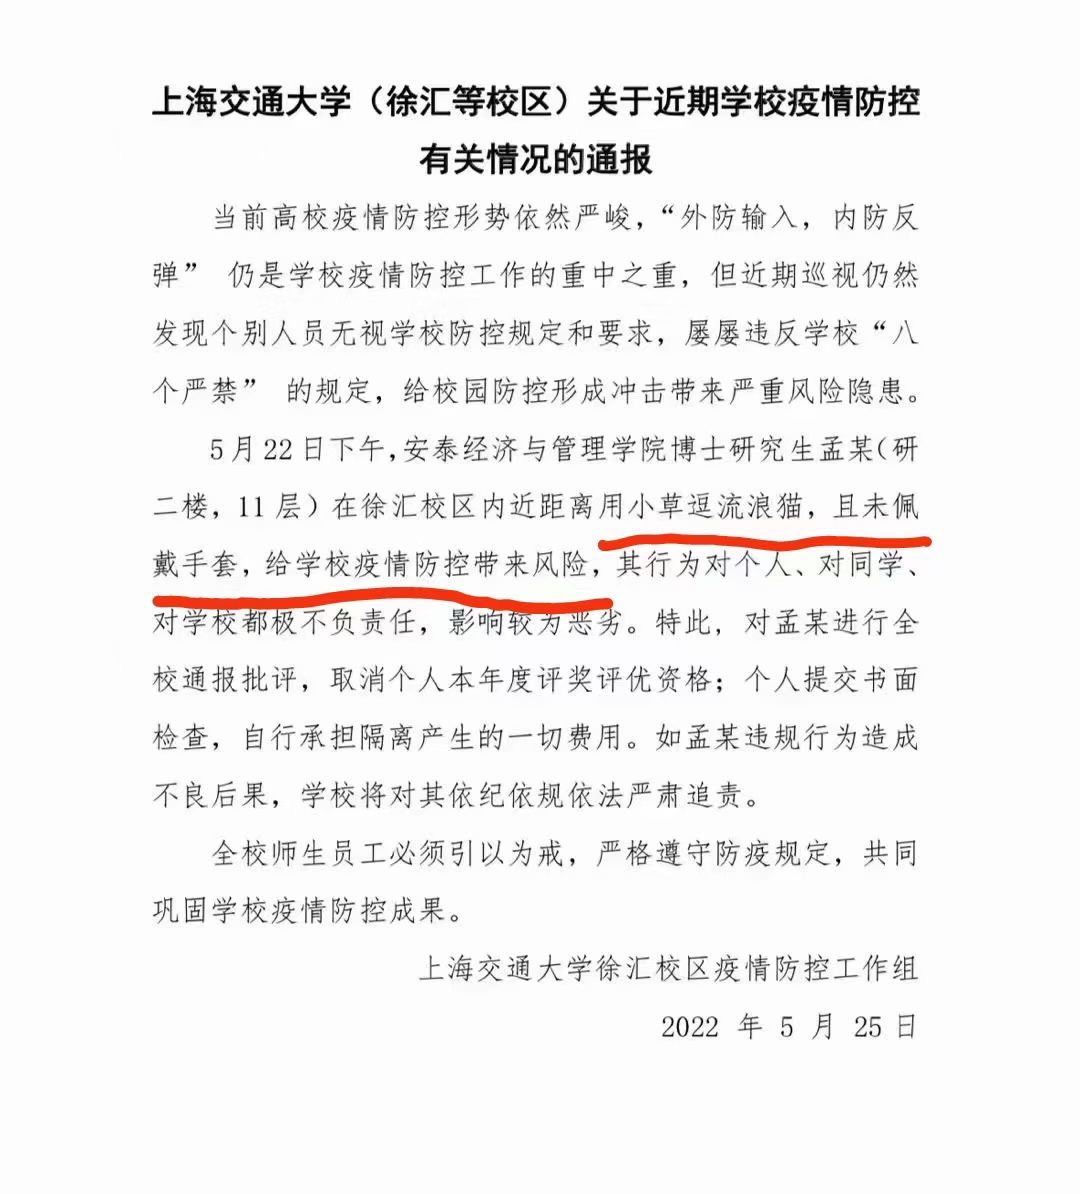 上海交通大学（徐汇等校区）关于近期学校疫情防控
有关情况的通报
当前高校疫情防控形势依然严峻，“外防输入，内防反
弹” 仍是学校疫情防控工作的重中之重，但近期巡视仍然
发现个别人员无视学校防控规定和要求，屡屡违反学校“八
个严禁” 的规定，给校园防控形成冲击带来严重风险隐患。
5月22日下午，安泰经济与管理学院博士研究生孟某（研
二楼，11层）在徐汇校区内近距离用小草逗流浪猫，且未佩
戴手套，给学校疫情防控带来风险，其行为对个人、对同学、
对学校都极不负责任，影响较为恶劣。特此，对孟某进行全
校通报批评，取消个人本年度评奖评优资格；个人提交书面
检查，自行承担隔离产生的一切费用。如孟某违规行为造成
不良后果，学校将对其依纪依规依法严肃追责。
全校师生员工必须引以为戒，严格遵守防疫规定，共同
巩固学校疫情防控成果。
上海交通大学徐汇校区疫情防控工作组
2022 年 5 月 25 日